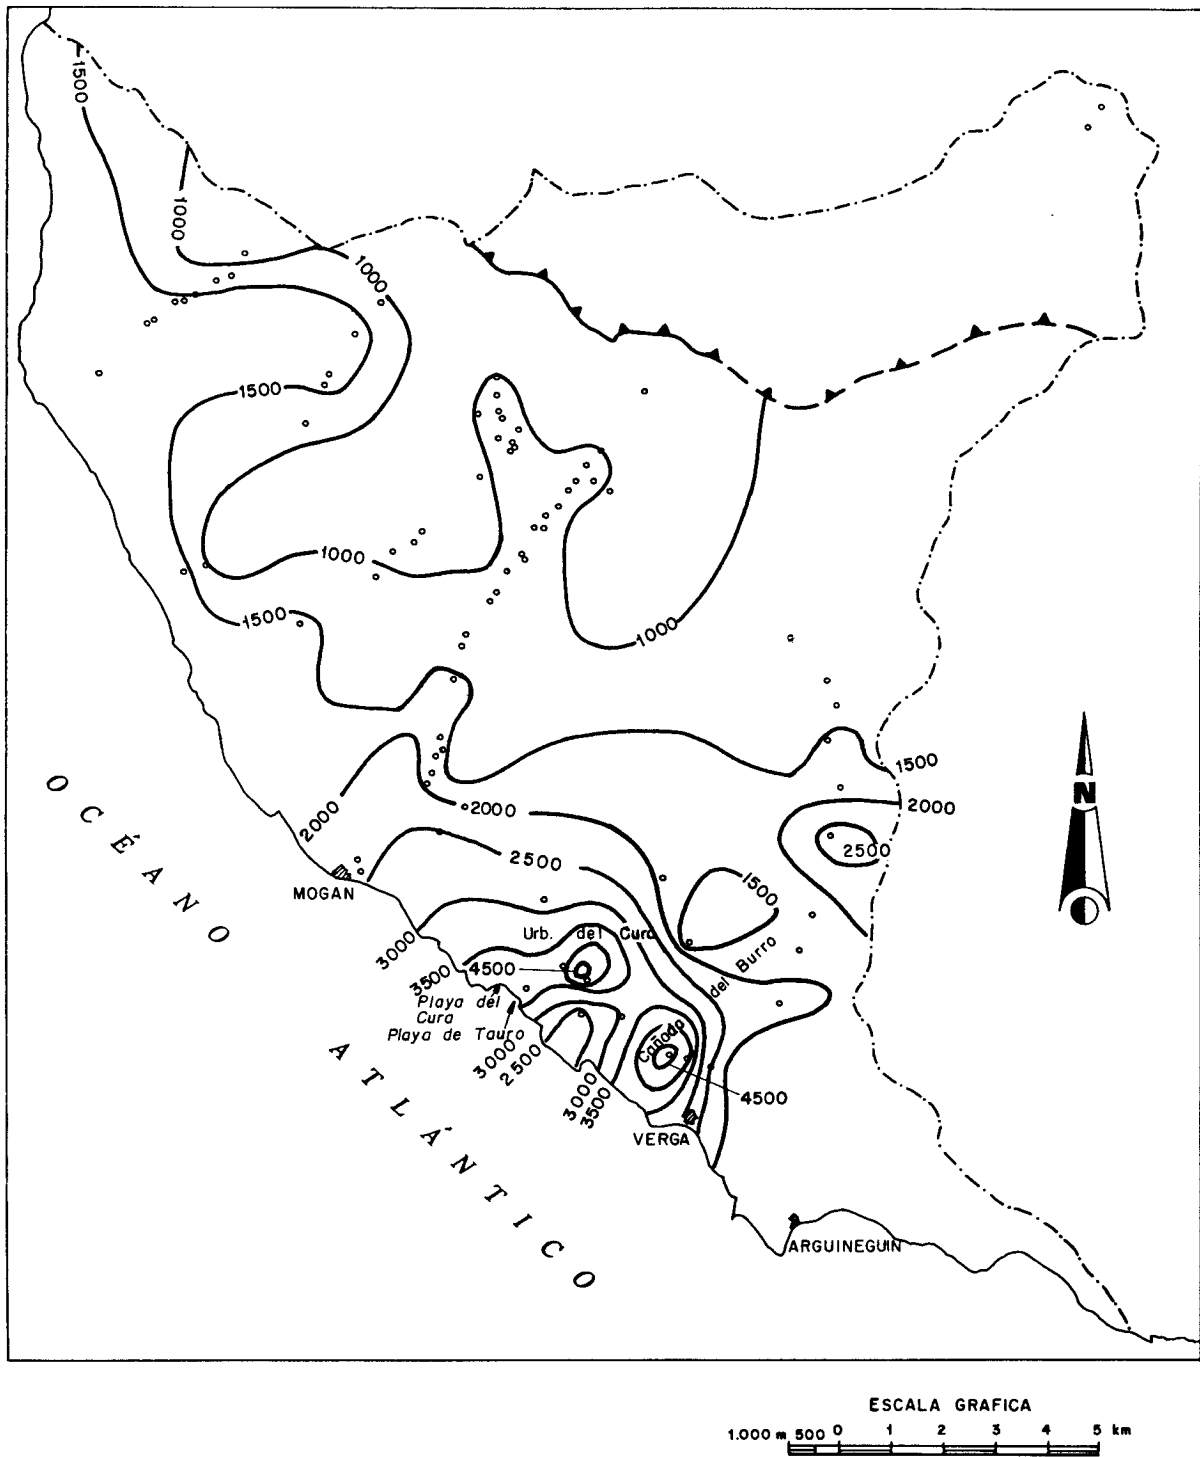 1500
1000
1000
1500
1000
1500
1000
1500
2000
2000
2000
2500
2500
1500
MOGAN
3000
Urb. del Cura
3500
4500
del Burro
Playa del
Cura
Playa de Tauro
Cañada
3000
2500
3000
3500
4500
VERGA
ARGUINEGUIN
OCÉANO
ATLÁNTICO
N
ESCALA GRAFICA
1.000 m 500 0 1 2 3 4 5 km